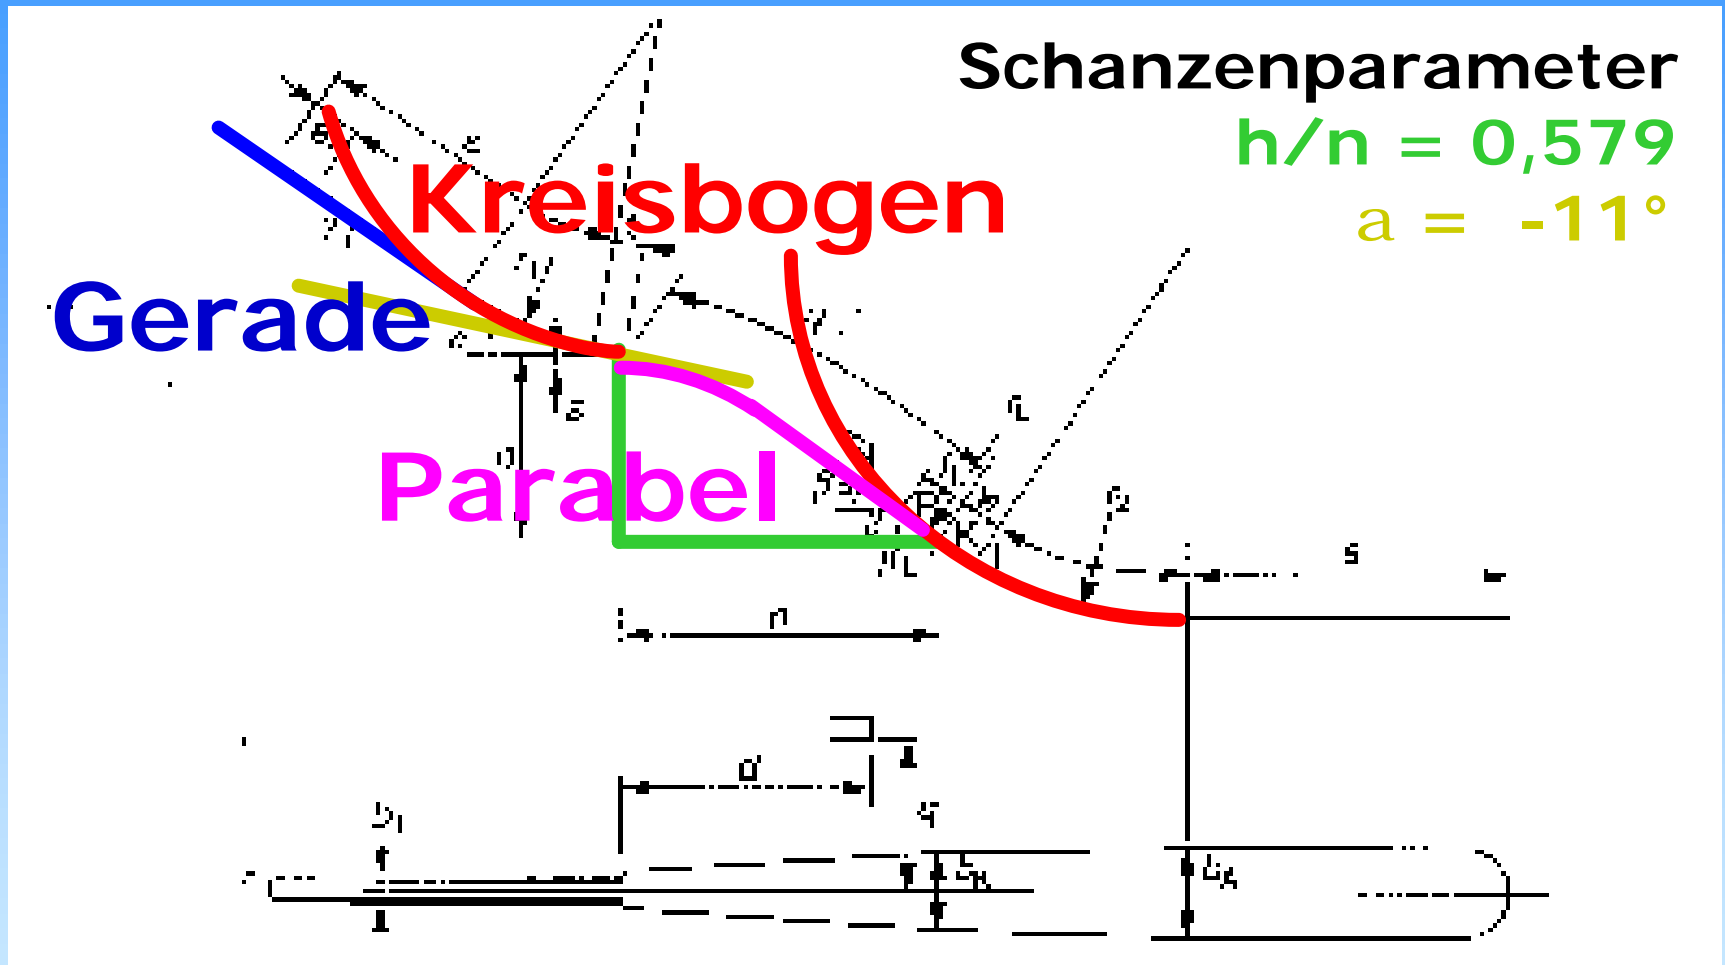 Schanzenparameter
h/n = 0,579
a = -11°
Kreisbogen
Gerade
Parabel
s
n